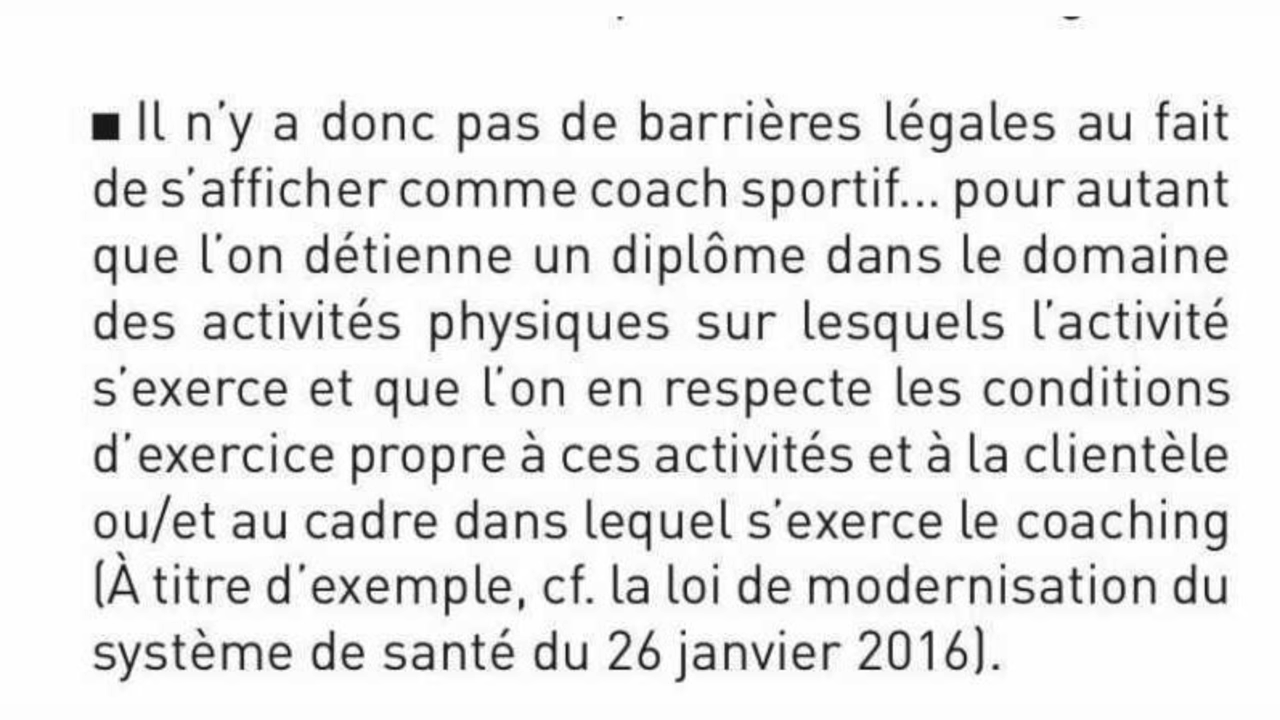 ■ Il n'y a donc pas de barrières légales au fait
de s'afficher comme coach sportif... pour autant
que l'on détienne un diplôme dans le domaine
des activités physiques sur lesquels l'activité
s'exerce et que l'on en respecte les conditions
d'exercice propre à ces activités et à la clientèle
ou/et au cadre dans lequel s'exerce le coaching
(À titre d'exemple, cf. la loi de modernisation du
système de santé du 26 janvier 2016).